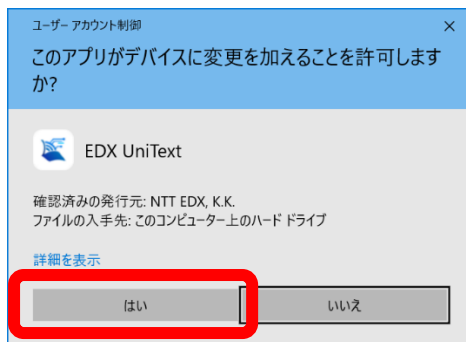 ユーザー アカウント制御
このアプリがデバイスに変更を加えることを許可します
か?
EDX UniText
確認済みの発行元: NTT EDX, K.K.
ファイルの入手先: このコンピューター上のハード ドライブ
詳細を表示
はい
いいえ